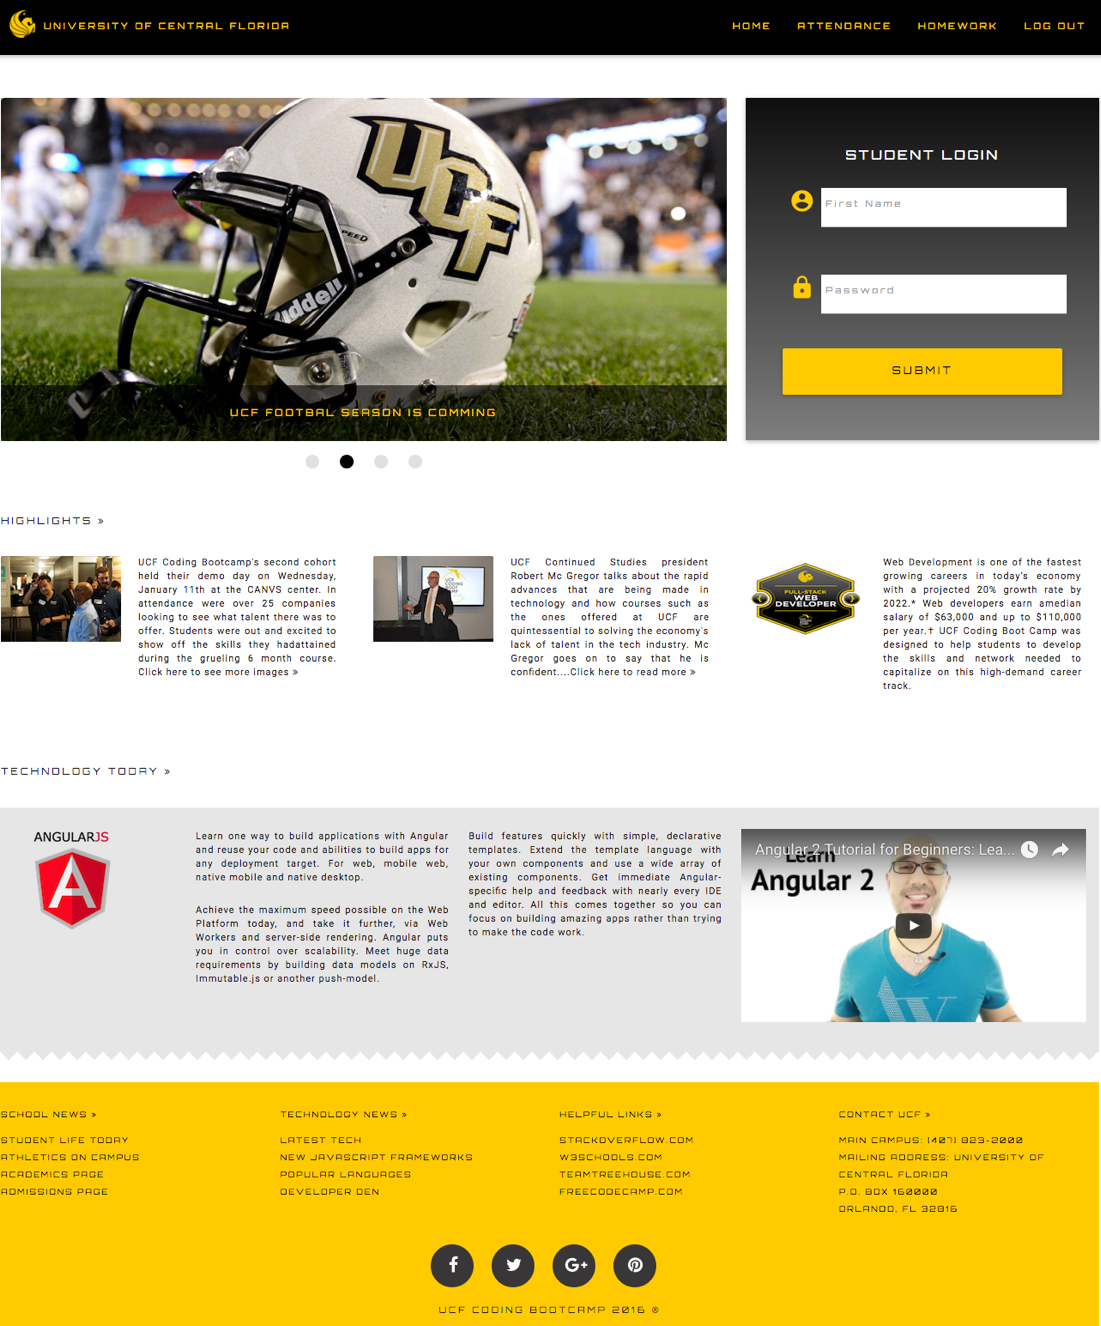 UNIVERSITY OF CENTRAL FLORIDA
HOME ATTENDANCE HOMEWORK LOG OUT
UCF
SPEED
Riddell
UCF FOOTBAL SEASON IS COMMING
STUDENT LOGIN
First Name
Password
SUBMIT
HIGHLIGHTS »
UCF Coding Bootcamp's second cohort
held their demo day on Wednesday,
January 11th at the CANVS center. In
attendance were over 25 companies
looking to see what talent there was to
offer. Students were out and excited to
show off the skills they hadattained
during the grueling 6 month course.
Click here to see more images »
UCF Continued Studies president
Robert Mc Gregor talks about the rapid
advances that are being made in
technology and how courses such as
the ones offered at UCF are
quintessential to solving the economy's
lack of talent in the tech industry. Mc
Gregor goes on to say that he is
confident....Click here to read more »
FULL-STACK
WEB
DEVELOPER
Web Development is one of the fastest
growing careers in today's economy
with a projected 20% growth rate by
2022.* Web developers earn amedian
salary of $63,000 and up to $110,000
per year.† UCF Coding Boot Camp was
designed to help students to develop
the skills and network needed to
capitalize on this high-demand career
track.
TECHNOLOGY TODAY »
ANGULARJS
A
Learn one way to build applications with Angular
and reuse your code and abilities to build apps for
any deployment target. For web, mobile web,
native mobile and native desktop.
Achieve the maximum speed possible on the Web
Platform today, and take it further, via Web
Workers and server-side rendering. Angular puts
you in control over scalability. Meet huge data
requirements by building data models on RxJS,
Immutable.js or another push-model.
Build features quickly with simple, declarative
templates. Extend the template language with
your own components and use a wide array of
existing components. Get immediate Angular-
specific help and feedback with nearly every IDE
and editor. All this comes together so you can
focus on building amazing apps rather than trying
to make the code work.
Angular 2 Tutorial for Beginners: Lea...
Learn
Angular 2
SCHOOL NEWS »
STUDENT LIFE TODAY
ATHLETICS ON CAMPUS
ACADEMICS PAGE
ADMISSIONS PAGE
TECHNOLOGY NEWS »
LATEST TECH
NEW JAVASCRIPT FRAMEWORKS
POPULAR LANGUAGES
DEVELOPER DEN
HELPFUL LINKS »
STACKOVERFLOW.COM
W3SCHOOLS.COM
TEAMTREEHOUSE.COM
FREECODECAMP.COM
CONTACT UCF »
MAIN CAMPUS: (407) 823-2000
MAILING ADDRESS: UNIVERSITY OF
CENTRAL FLORIDA
P.O. BOX 160000
ORLANDO, FL 32816
UCF CODING BOOTCAMP 2016 ®